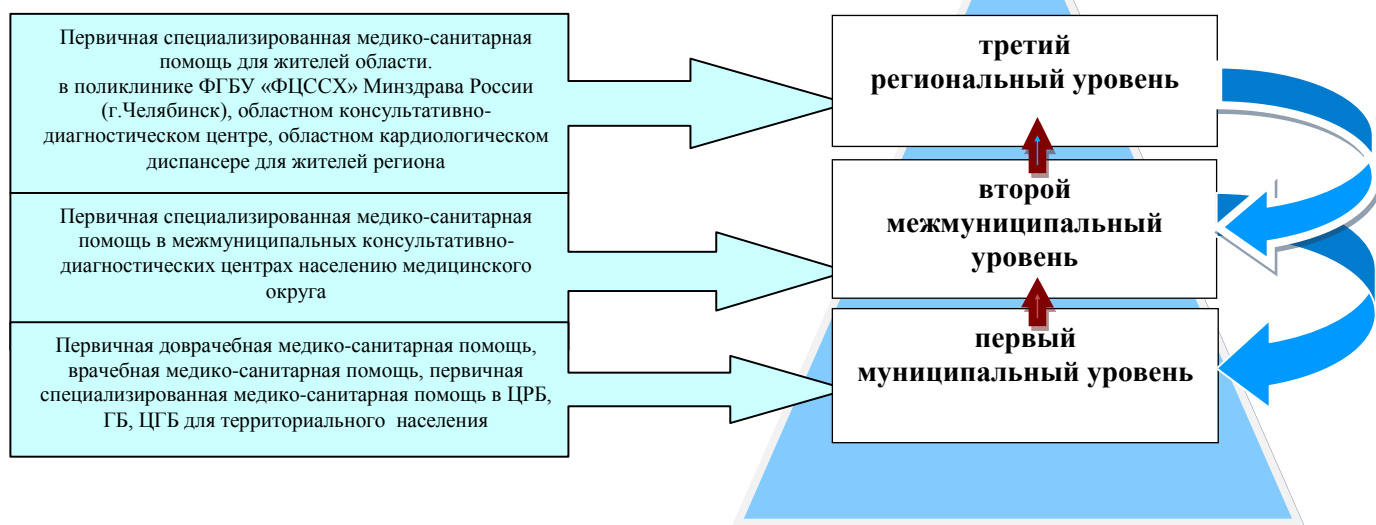 Первичная специализированная медико-санитарная
помощь для жителей области.
в поликлинике ФГБУ «ФЦССХ» Минздрава России
(г.Челябинск), областном консультативно-
диагностическом центре, областном кардиологическом
диспансере для жителей региона
третий
региональный уровень
Первичная специализированная медико-санитарная
помощь в межмуниципальных консультативно-
диагностических центрах населению медицинского
округа
второй
межмуниципальный
уровень
Первичная доврачебная медико-санитарная помощь,
врачебная медико-санитарная помощь, первичная
специализированная медико-санитарная помощь в ЦРБ,
ГБ, ЦГБ для территориального населения
первый
муниципальный уровень